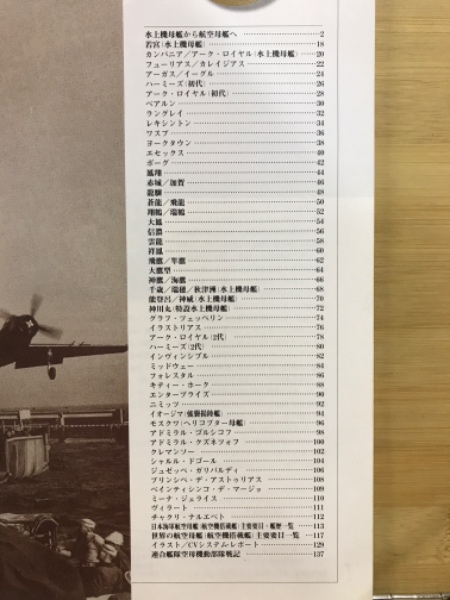 水上機母艦から航空母艦へ 2
若宮(水上機母艦) 18
カンパニア/アーク・ロイヤル(水上機母艦) 20
フューリアス/カレイジアス 22
アーガス/イーグル 24
ハーミーズ(初代) 26
アーク・ロイヤル(初代) 28
ベアルン 30
ラングレイ 32
レキシントン 34
ワスプ 36
ヨークタウン 38
エセックス 40
ボーグ 42
鳳翔 44
赤城/加賀 46
龍驤 48
蒼龍/飛龍 50
翔鶴/瑞鶴 52
大鳳 54
信濃 56
雲龍 58
祥鳳 60
飛鷹/隼鷹 62
大鷹型 64
神鷹/海鷹 66
千歳/瑞穂/秋津洲(水上機母艦) 68
能登呂/神威(水上機母艦) 70
神川丸(特設水上機母艦) 72
グラーフ・ツェッペリン 74
イラストリアス 76
アーク・ロイヤル(2代) 78
ハーミーズ(2代) 80
インヴィンシブル 82
ミッドウェー 84
フォレスタル 86
キティー・ホーク 88
エンタープライズ 90
ニミッツ 92
イオージマ(強襲揚陸艦) 94
モスクワ(ヘリコプター母艦) 96
アドミラル・ゴルシコフ 98
アドミラル・クズネツォフ 100
クレマンソー 102
シャルル・ドゴール 104
ジュゼッペ・ガリバルディ 106
プリンシペ・デ・アストゥリアス 108
ベインティシンコ・デ・マージョ 109
ミーナ・ジェライス 110
ヴィラート 111
チャクリ・ナルエベト 112
日本海軍航空母艦(航空機搭載艦)主要要目・艦歴一覧 113
世界の航空母艦(航空機搭載艦)主要要目一覧 117
イラスト/CVシステム・レポート 129
連合艦隊空母機動部隊戦記 137